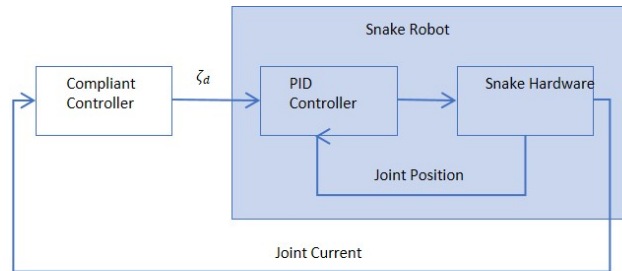 Snake Robot
Compliant
Controller
ζd
PID
Controller
Snake Hardware
Joint Position
Joint Current